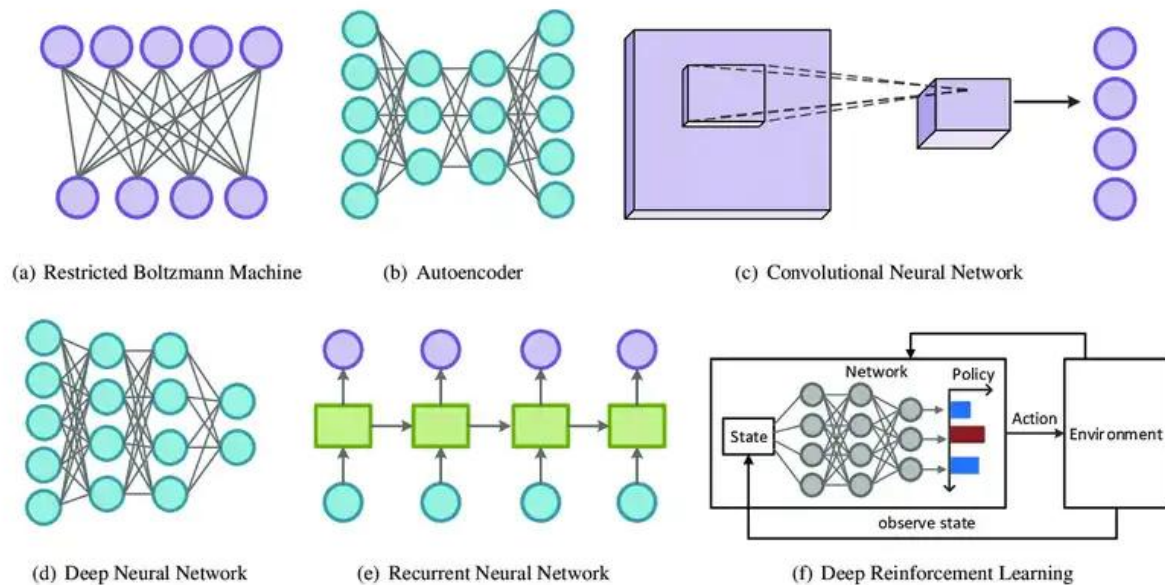 (a) Restricted Boltzmann Machine
(b) Autoencoder
(c) Convolutional Neural Network
Network
Policy
State
Action
Environment
observe state
(d) Deep Neural Network
(e) Recurrent Neural Network
(f) Deep Reinforcement Learning